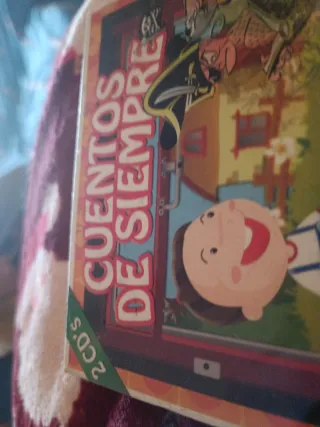 CUENTOS
DE SIEMPRE
2 CD's